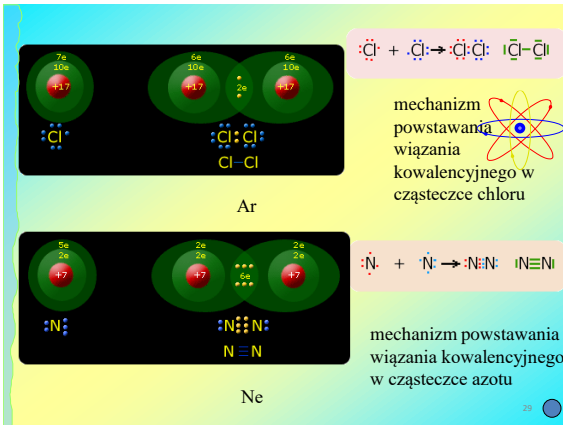 7e
10e
+17
:Cl:
6e
10e
+17
2e
6e
10e
+17
Cl:Cl
Cl–Cl
:Cl· + ·Cl: → :Cl:Cl: |Cl–Cl|
mechanizm
powstawania
wiązania
kowalencyjnego w
cząsteczce chloru
Ar
5e
2e
+7
:N:
2e
2e
+7
6e
2e
2e
+7
:N:::N:
N≡N
:N· + ·N: → :N:::N: |N≡N|
mechanizm powstawania
wiązania kowalencyjnego
w cząsteczce azotu
Ne
29